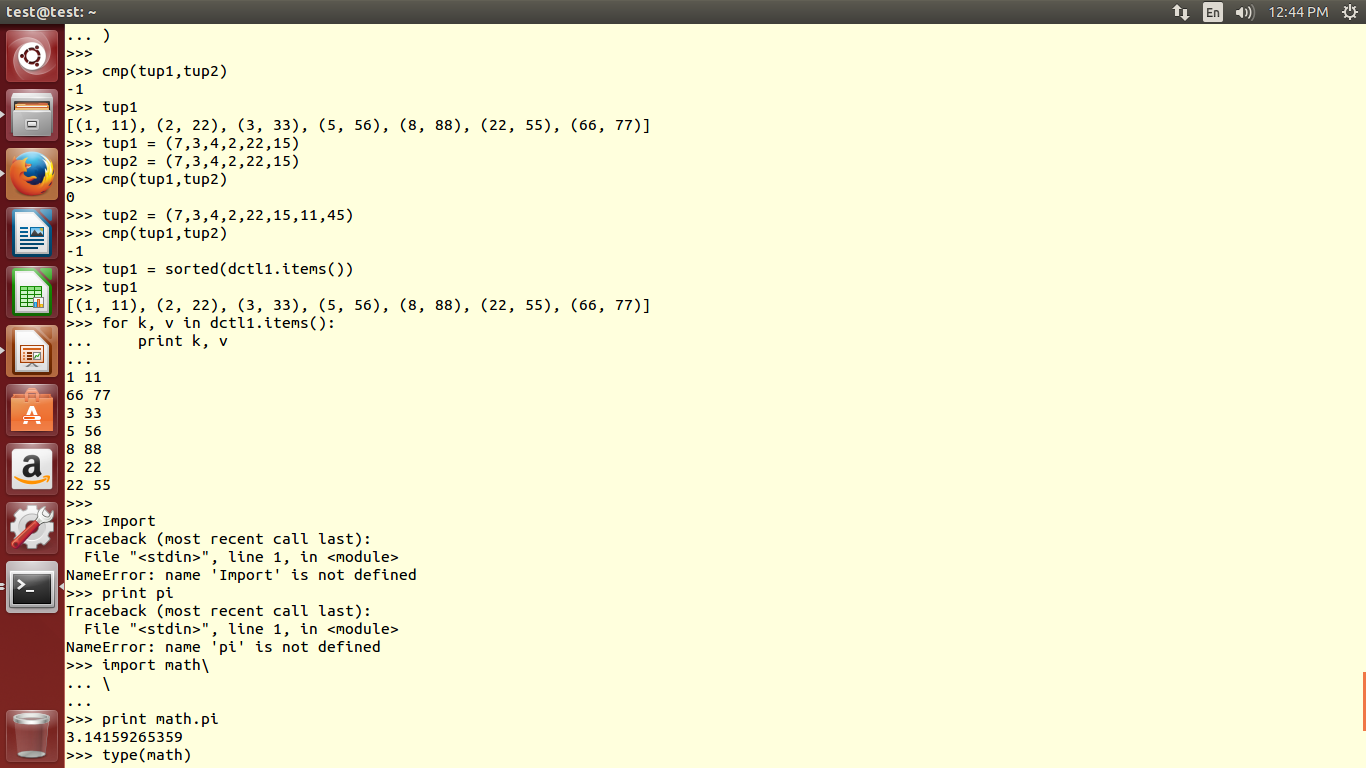 test@test: ~
En
12:44 PM
... )
>>>
>>> cmp(tup1,tup2)
-1
>>> tup1
[(1, 11), (2, 22), (3, 33), (5, 56), (8, 88), (22, 55), (66, 77)]
>>> tup1 = (7,3,4,2,22,15)
>>> tup2 = (7,3,4,2,22,15)
>>> cmp(tup1,tup2)
0
>>> tup2 = (7,3,4,2,22,15,11,45)
>>> cmp(tup1,tup2)
-1
>>> tup1 = sorted(dctl1.items())
>>> tup1
[(1, 11), (2, 22), (3, 33), (5, 56), (8, 88), (22, 55), (66, 77)]
>>> for k, v in dctl1.items():
...     print k, v
...
1 11
66 77
3 33
5 56
8 88
2 22
22 55
>>>
>>> Import
Traceback (most recent call last):
  File "<stdin>", line 1, in <module>
NameError: name 'Import' is not defined
>>> print pi
Traceback (most recent call last):
  File "<stdin>", line 1, in <module>
NameError: name 'pi' is not defined
>>> import math\
... \
...
>>> print math.pi
3.14159265359
>>> type(math)